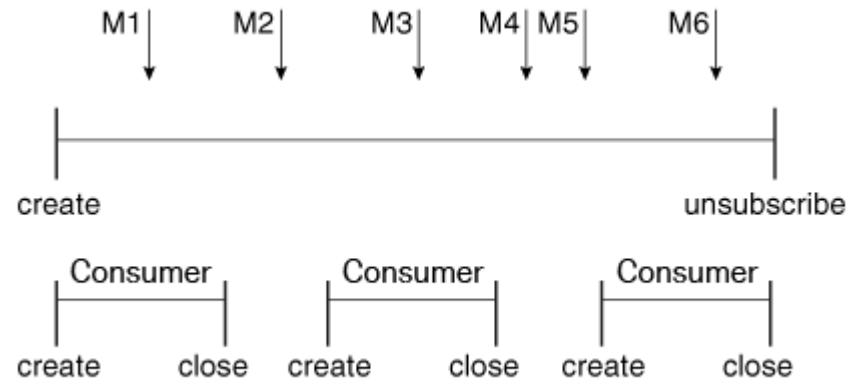 M1 M2 M3 M4 M5 M6
create unsubscribe
Consumer Consumer Consumer
create close create close create close